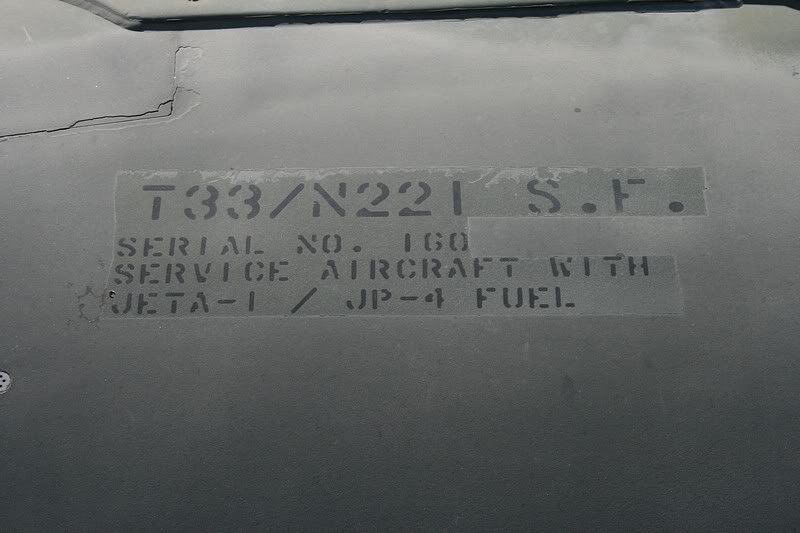 T33/N221 S.F.
SERIAL NO. 160
SERVICE AIRCRAFT WITH
JETA-1 / JP-4 FUEL